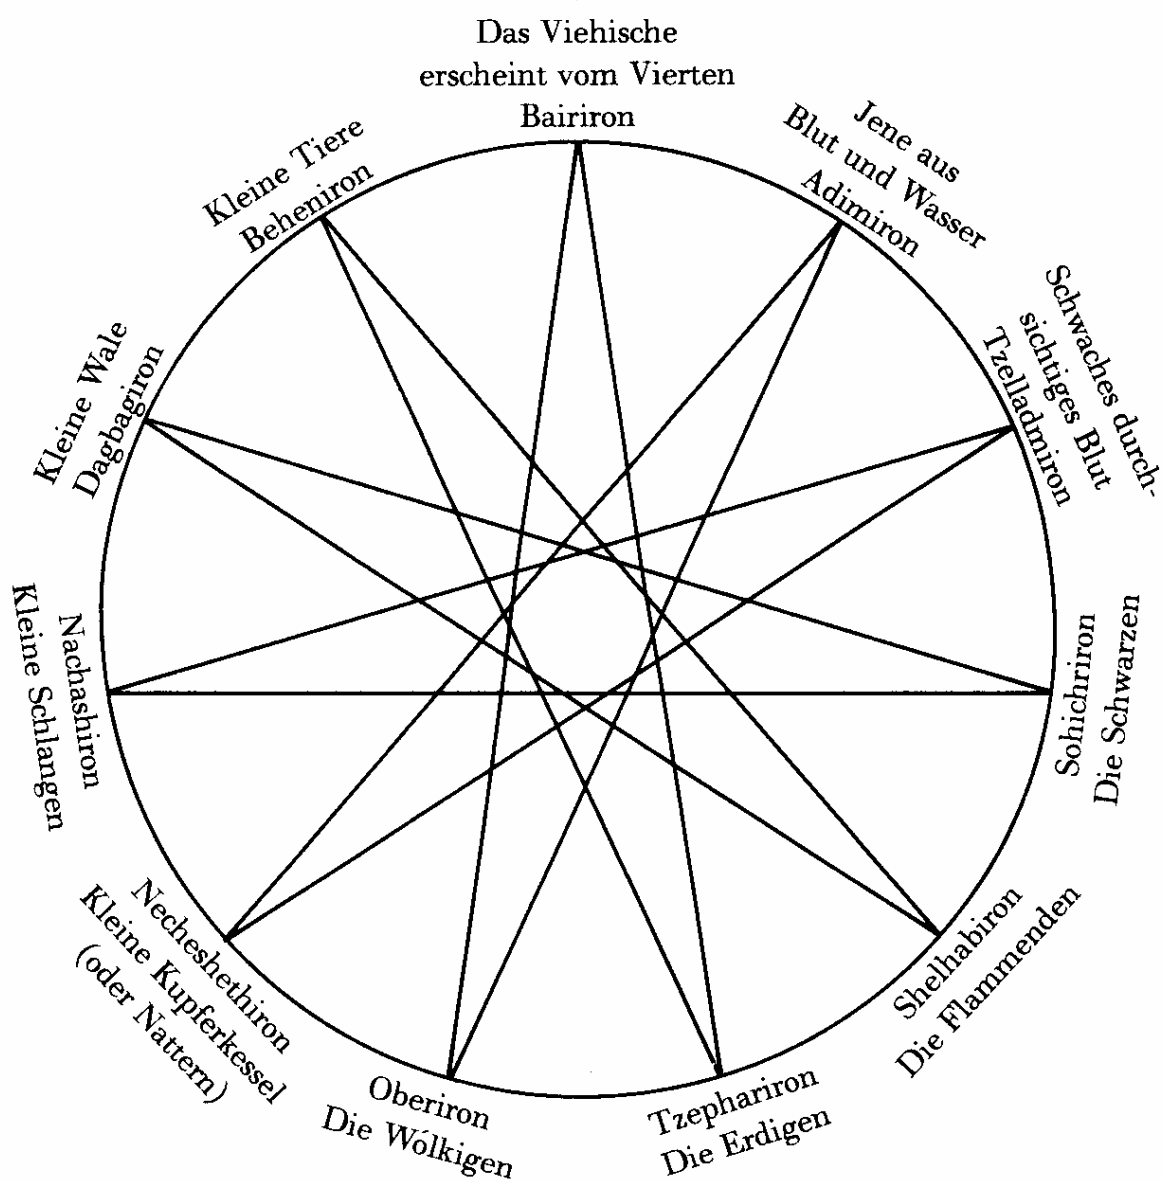 Das Viehische
erscheint vom Vierten
Bairiron
Jene aus
Blut und Wasser
Adimiron
Schwaches durch-
sichtiges Blut
Tzelladmiron
Sohichriron
Die Schwarzen
Shelhabiron
Die Flammenden
Tzephariron
Die Erdigen
Oberiron
Die Wólkigen
Necheshethiron
Kleine Kupferkessel
(oder Nattern)
Nachashiron
Kleine Schlangen
Kleine Wale
Dagbagiron
Kleine Tiere
Beheniron